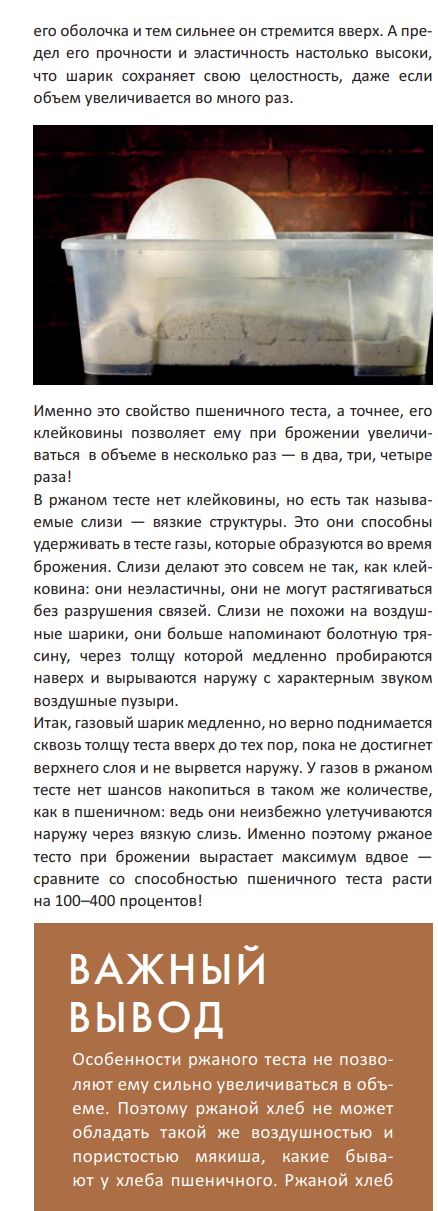 его оболочка и тем сильнее он стремится вверх. А пре-
дел его прочности и эластичность настолько высоки,
что шарик сохраняет свою целостность, даже если
объем увеличивается во много раз.
Именно это свойство пшеничного теста, а точнее, его
клейковины позволяет ему при брожении увеличи-
ваться в объеме в несколько раз — в два, три, четыре
раза!
В ржаном тесте нет клейковины, но есть так называ-
емые слизи — вязкие структуры. Это они способны
удерживать в тесте газы, которые образуются во время
брожения. Слизи делают это совсем не так, как клей-
ковина: они неэластичны, они не могут растягиваться
без разрушения связей. Слизи не похожи на воздуш-
ные шарики, они больше напоминают болотную тря-
сину, через толщу которой медленно пробираются
наверх и вырываются наружу с характерным звуком
воздушные пузыри.
Итак, газовый шарик медленно, но верно поднимается
сквозь толщу теста вверх до тех пор, пока не достигнет
верхнего слоя и не вырвется наружу. У газов в ржаном
тесте нет шансов накопиться в таком же количестве,
как в пшеничном: ведь они неизбежно улетучиваются
наружу через вязкую слизь. Именно поэтому ржаное
тесто при брожении вырастает максимум вдвое —
сравните со способностью пшеничного теста расти
на 100–400 процентов!
ВАЖНЫЙ
ВЫВОД
Особенности ржаного теста не позво-
ляют ему сильно увеличиваться в объ-
еме. Поэтому ржаной хлеб не может
обладать такой же воздушностью и
пористостью мякиша, какие быва-
ют у хлеба пшеничного. Ржаной хлеб